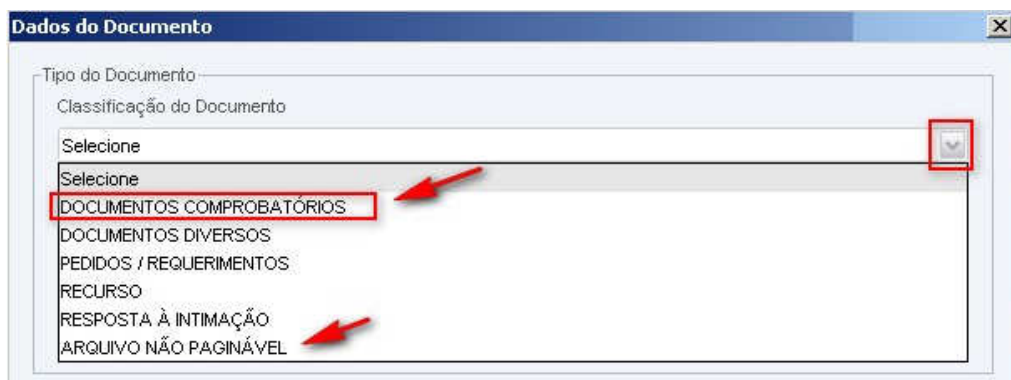 Dados do Documento
Tipo do Documento
Classificação do Documento
Selecione
Selecione
DOCUMENTOS COMPROBATÓRIOS
DOCUMENTOS DIVERSOS
PEDIDOS / REQUERIMENTOS
RECURSO
RESPOSTA À INTIMAÇÃO
ARQUIVO NÃO PAGINÁVEL